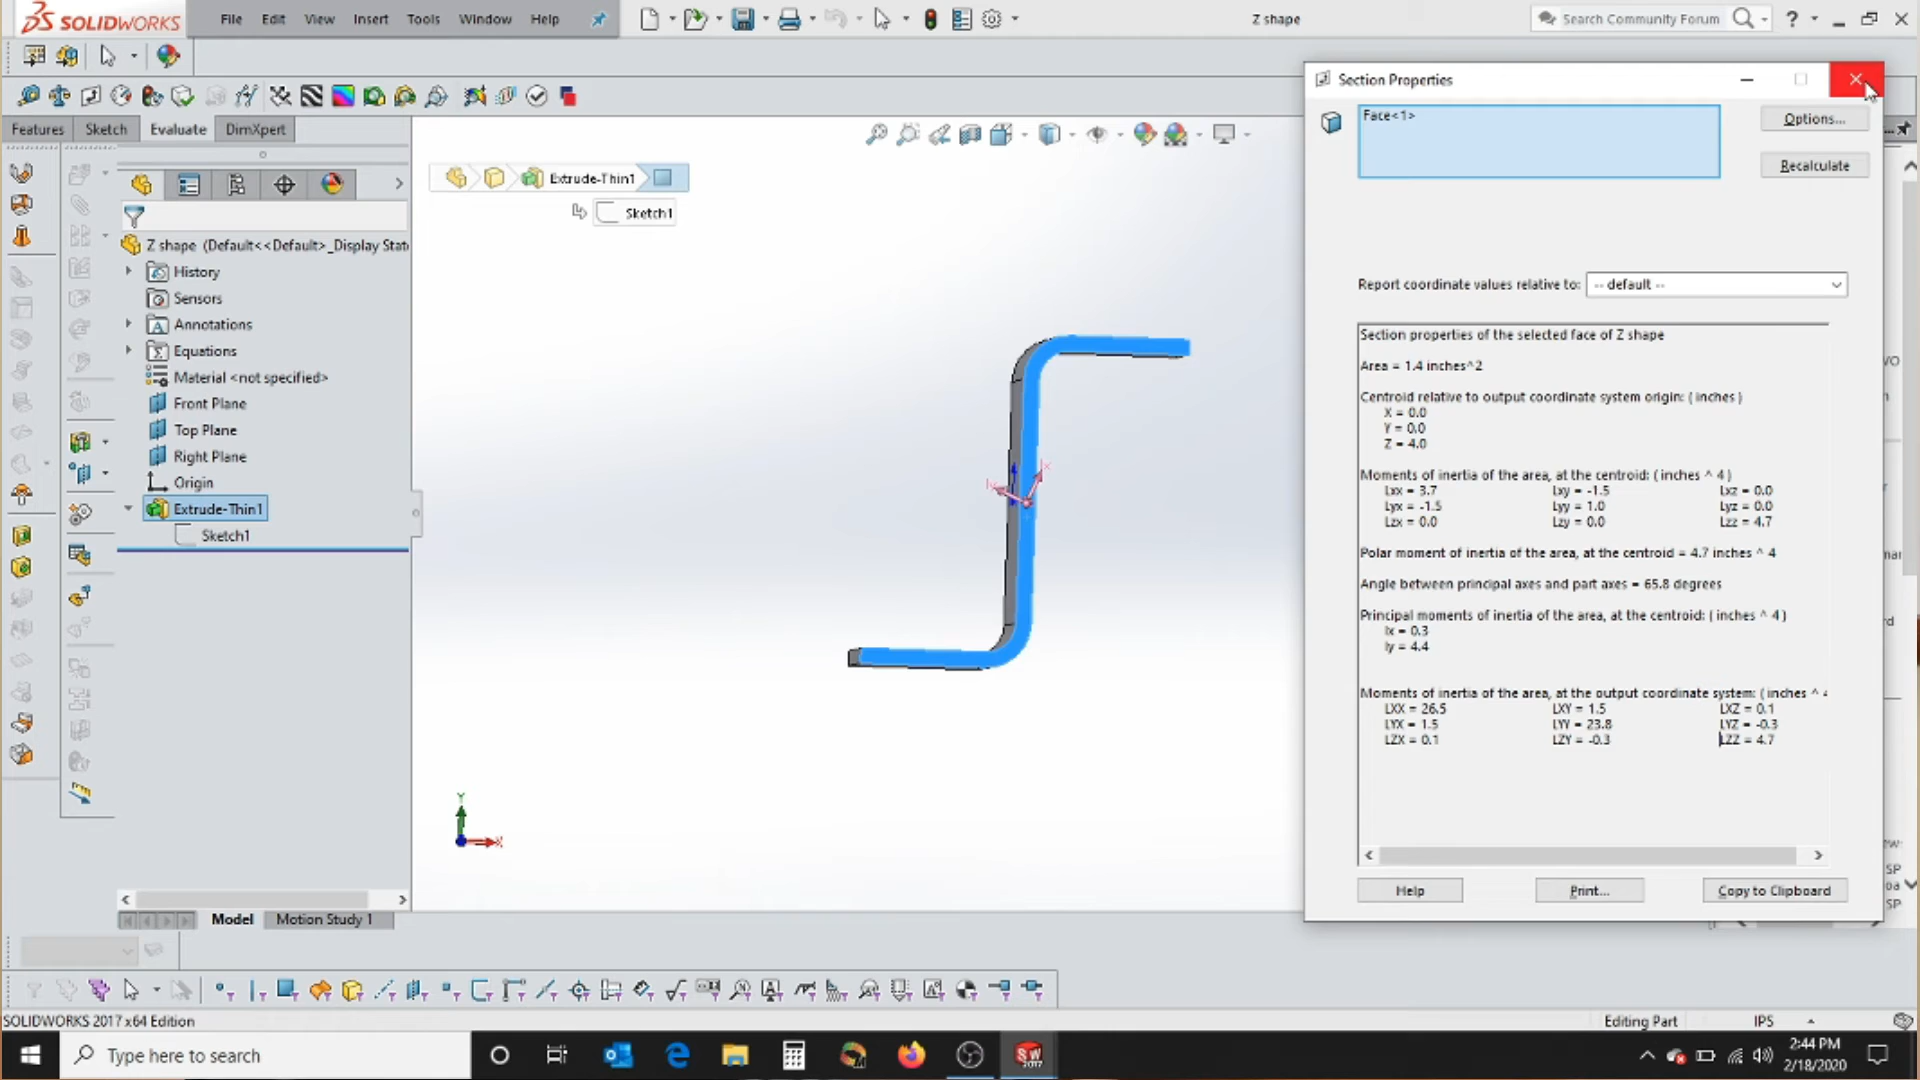 SOLIDWORKS File Edit View Insert Tools Window Help Z shape Search Community Forum ?
Section Properties
Face<1>
Options...
Recalculate
Features Sketch Evaluate DimXpert
Extrude-Thin1
Sketch1
Z shape (Default<<Default>_Display Stat
History
Sensors
Annotations
Equations
Material <not specified>
Front Plane
Top Plane
Right Plane
Origin
Extrude-Thin1
Sketch1
Y
X
Report coordinate values relative to: -- default --
Section properties of the selected face of Z shape
Area = 1.4 inches^2
Centroid relative to output coordinate system origin: ( inches )
X = 0.0
Y = 0.0
Z = 4.0
Moments of inertia of the area, at the centroid: ( inches ^ 4 )
Lxx = 3.7 Lxy = -1.5 Lxz = 0.0
Lyx = -1.5 Lyy = 1.0 Lyz = 0.0
Lzx = 0.0 Lzy = 0.0 Lzz = 4.7
Polar moment of inertia of the area, at the centroid = 4.7 inches ^ 4
Angle between principal axes and part axes = 65.8 degrees
Principal moments of inertia of the area, at the centroid: ( inches ^ 4 )
Ix = 0.3
Iy = 4.4
Moments of inertia of the area, at the output coordinate system: ( inches ^ 4
LXX = 26.5 LXY = 1.5 LXZ = 0.1
LYX = 1.5 LYY = 23.8 LYZ = -0.3
LZX = 0.1 LZY = -0.3 LZZ = 4.7
Help Print... Copy to Clipboard
Model Motion Study 1
SOLIDWORKS 2017 x64 Edition Editing Part IPS
Type here to search
SW
2017
2:44 PM
2/18/2020